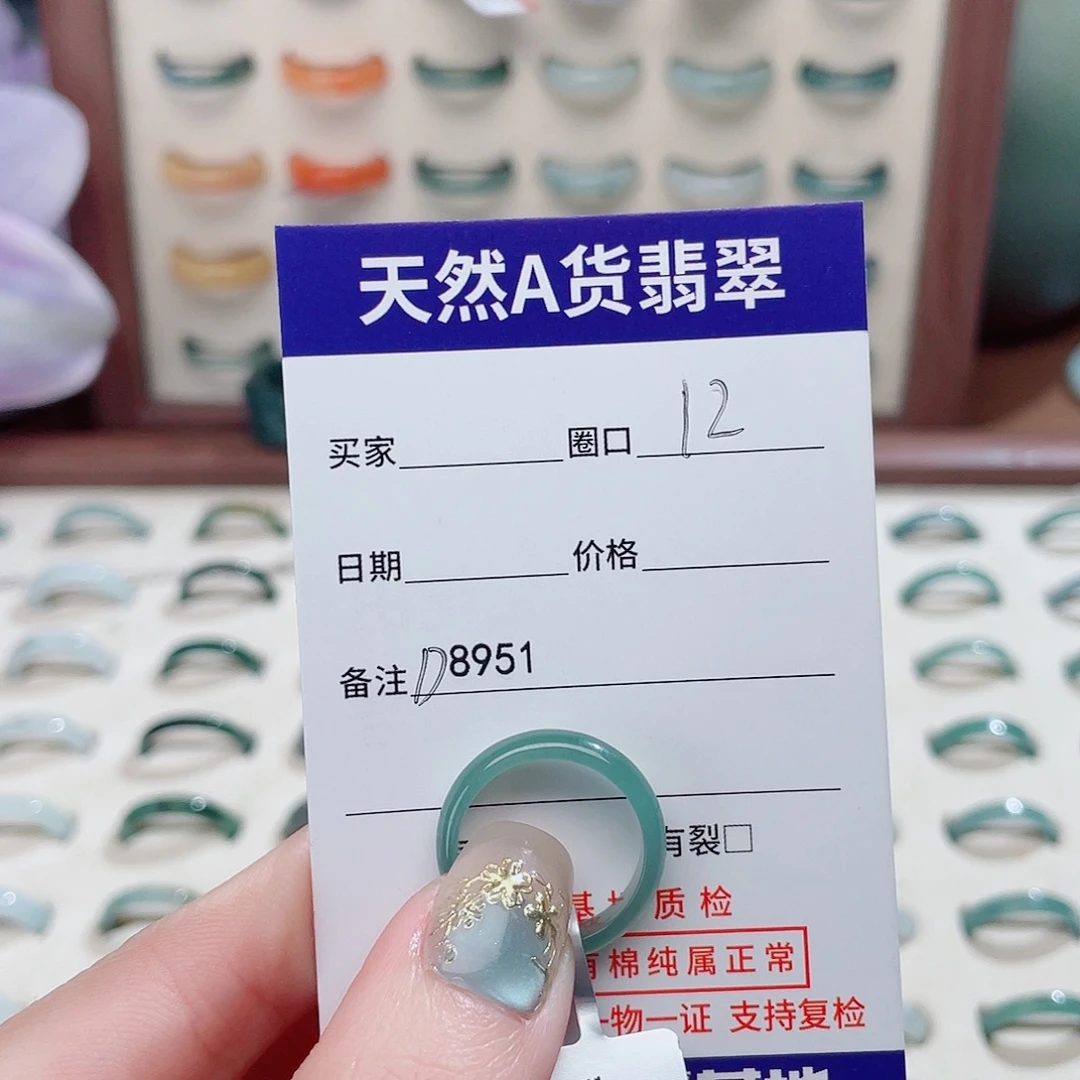 天然A货翡翠
买家 圈口 12
日期 价格
备注 D8951
有裂□
质检
有棉纯属正常
一物一证 支持复检